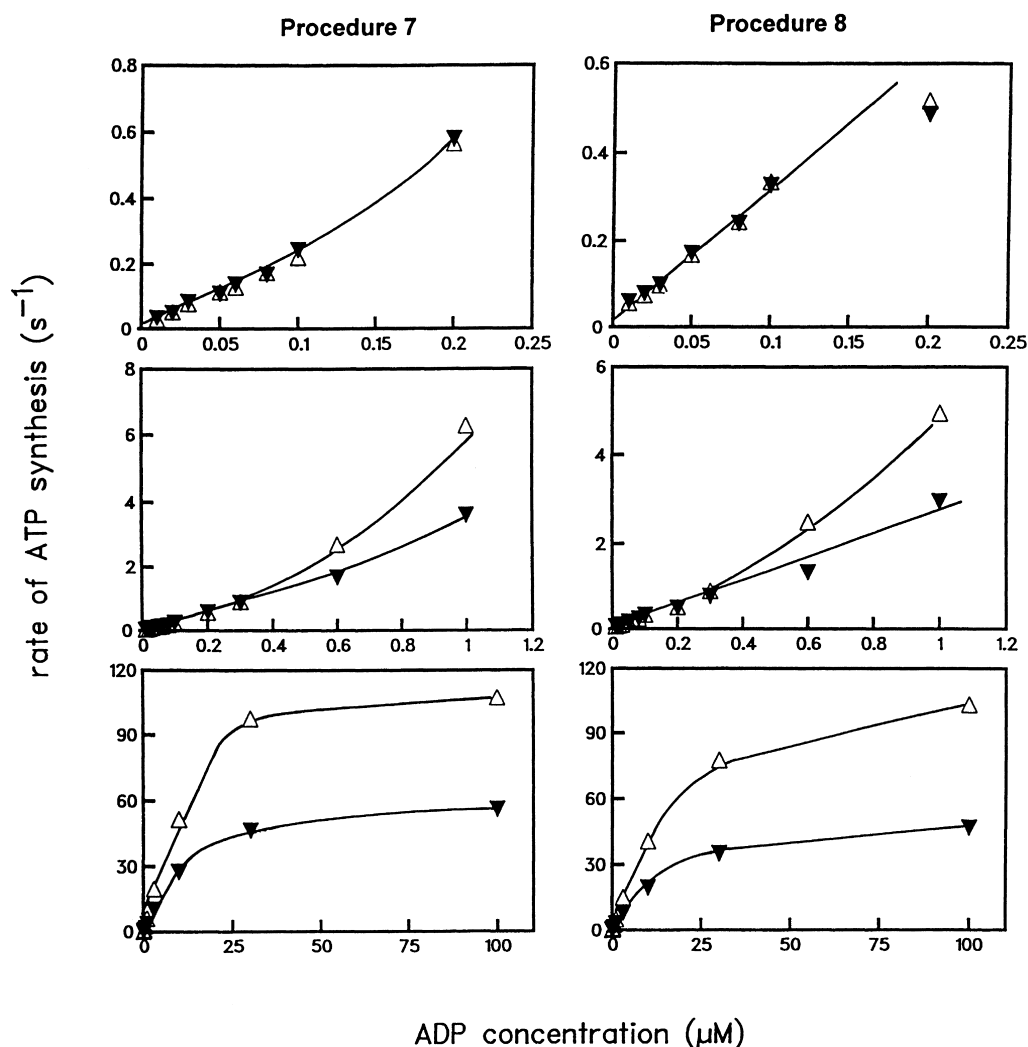 Procedure 7
Procedure 8
rate of ATP synthesis (s⁻¹)
0.8
0.6
0.4
0.2
0
0 0.05 0.1 0.15 0.2 0.25
0.6
0.4
0.2
0
0 0.05 0.1 0.15 0.2 0.25
8
6
4
2
0
0 0.2 0.4 0.6 0.8 1 1.2
6
4
2
0
0 0.2 0.4 0.6 0.8 1 1.2
120
90
60
30
0
0 25 50 75 100
120
90
60
30
0
0 25 50 75 100
ADP concentration (μM)